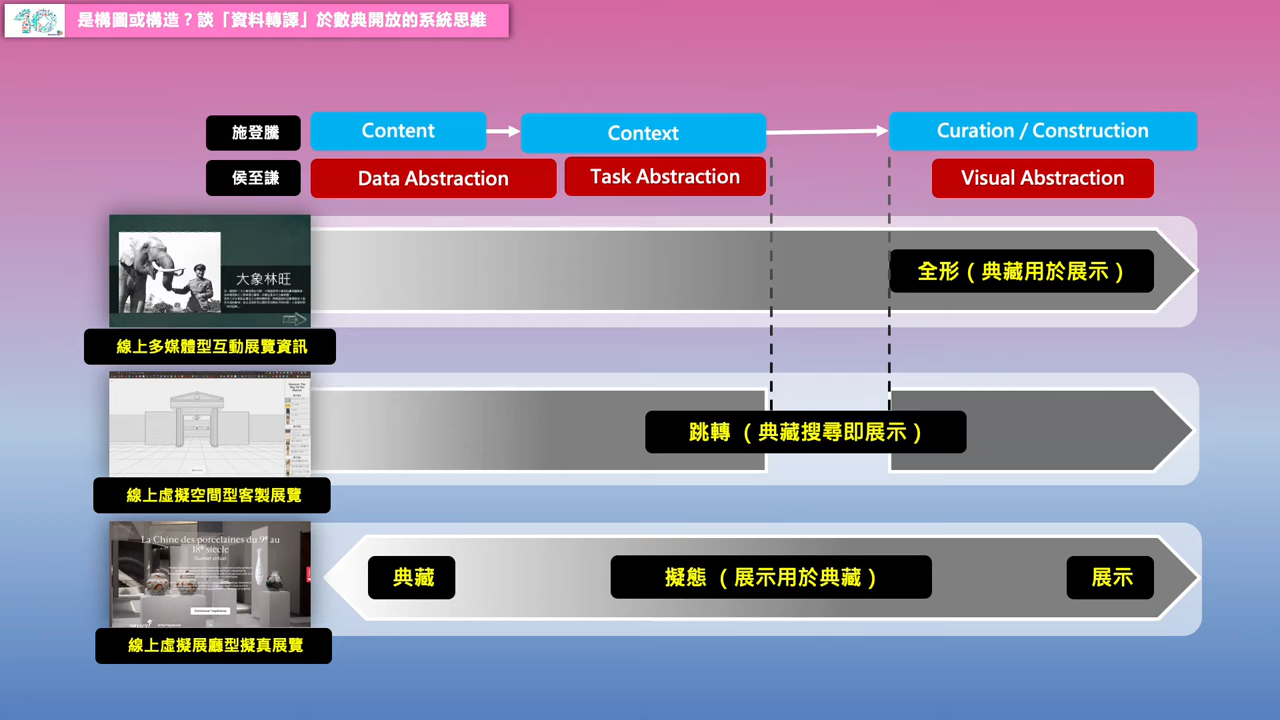 是構圖或構造？談「資料轉譯」於數典開放的系統思維
施登騰
Content
Context
Curation / Construction
侯至謙
Data Abstraction
Task Abstraction
Visual Abstraction
大象林旺
全形（典藏用於展示）
線上多媒體型互動展覽資訊
跳轉 （典藏搜尋即展示）
線上虛擬空間型客製展覽
La Chine des porcelaines du 9e au
18e siècle
典藏
擬態 （展示用於典藏）
展示
線上虛擬展廳型擬真展覽